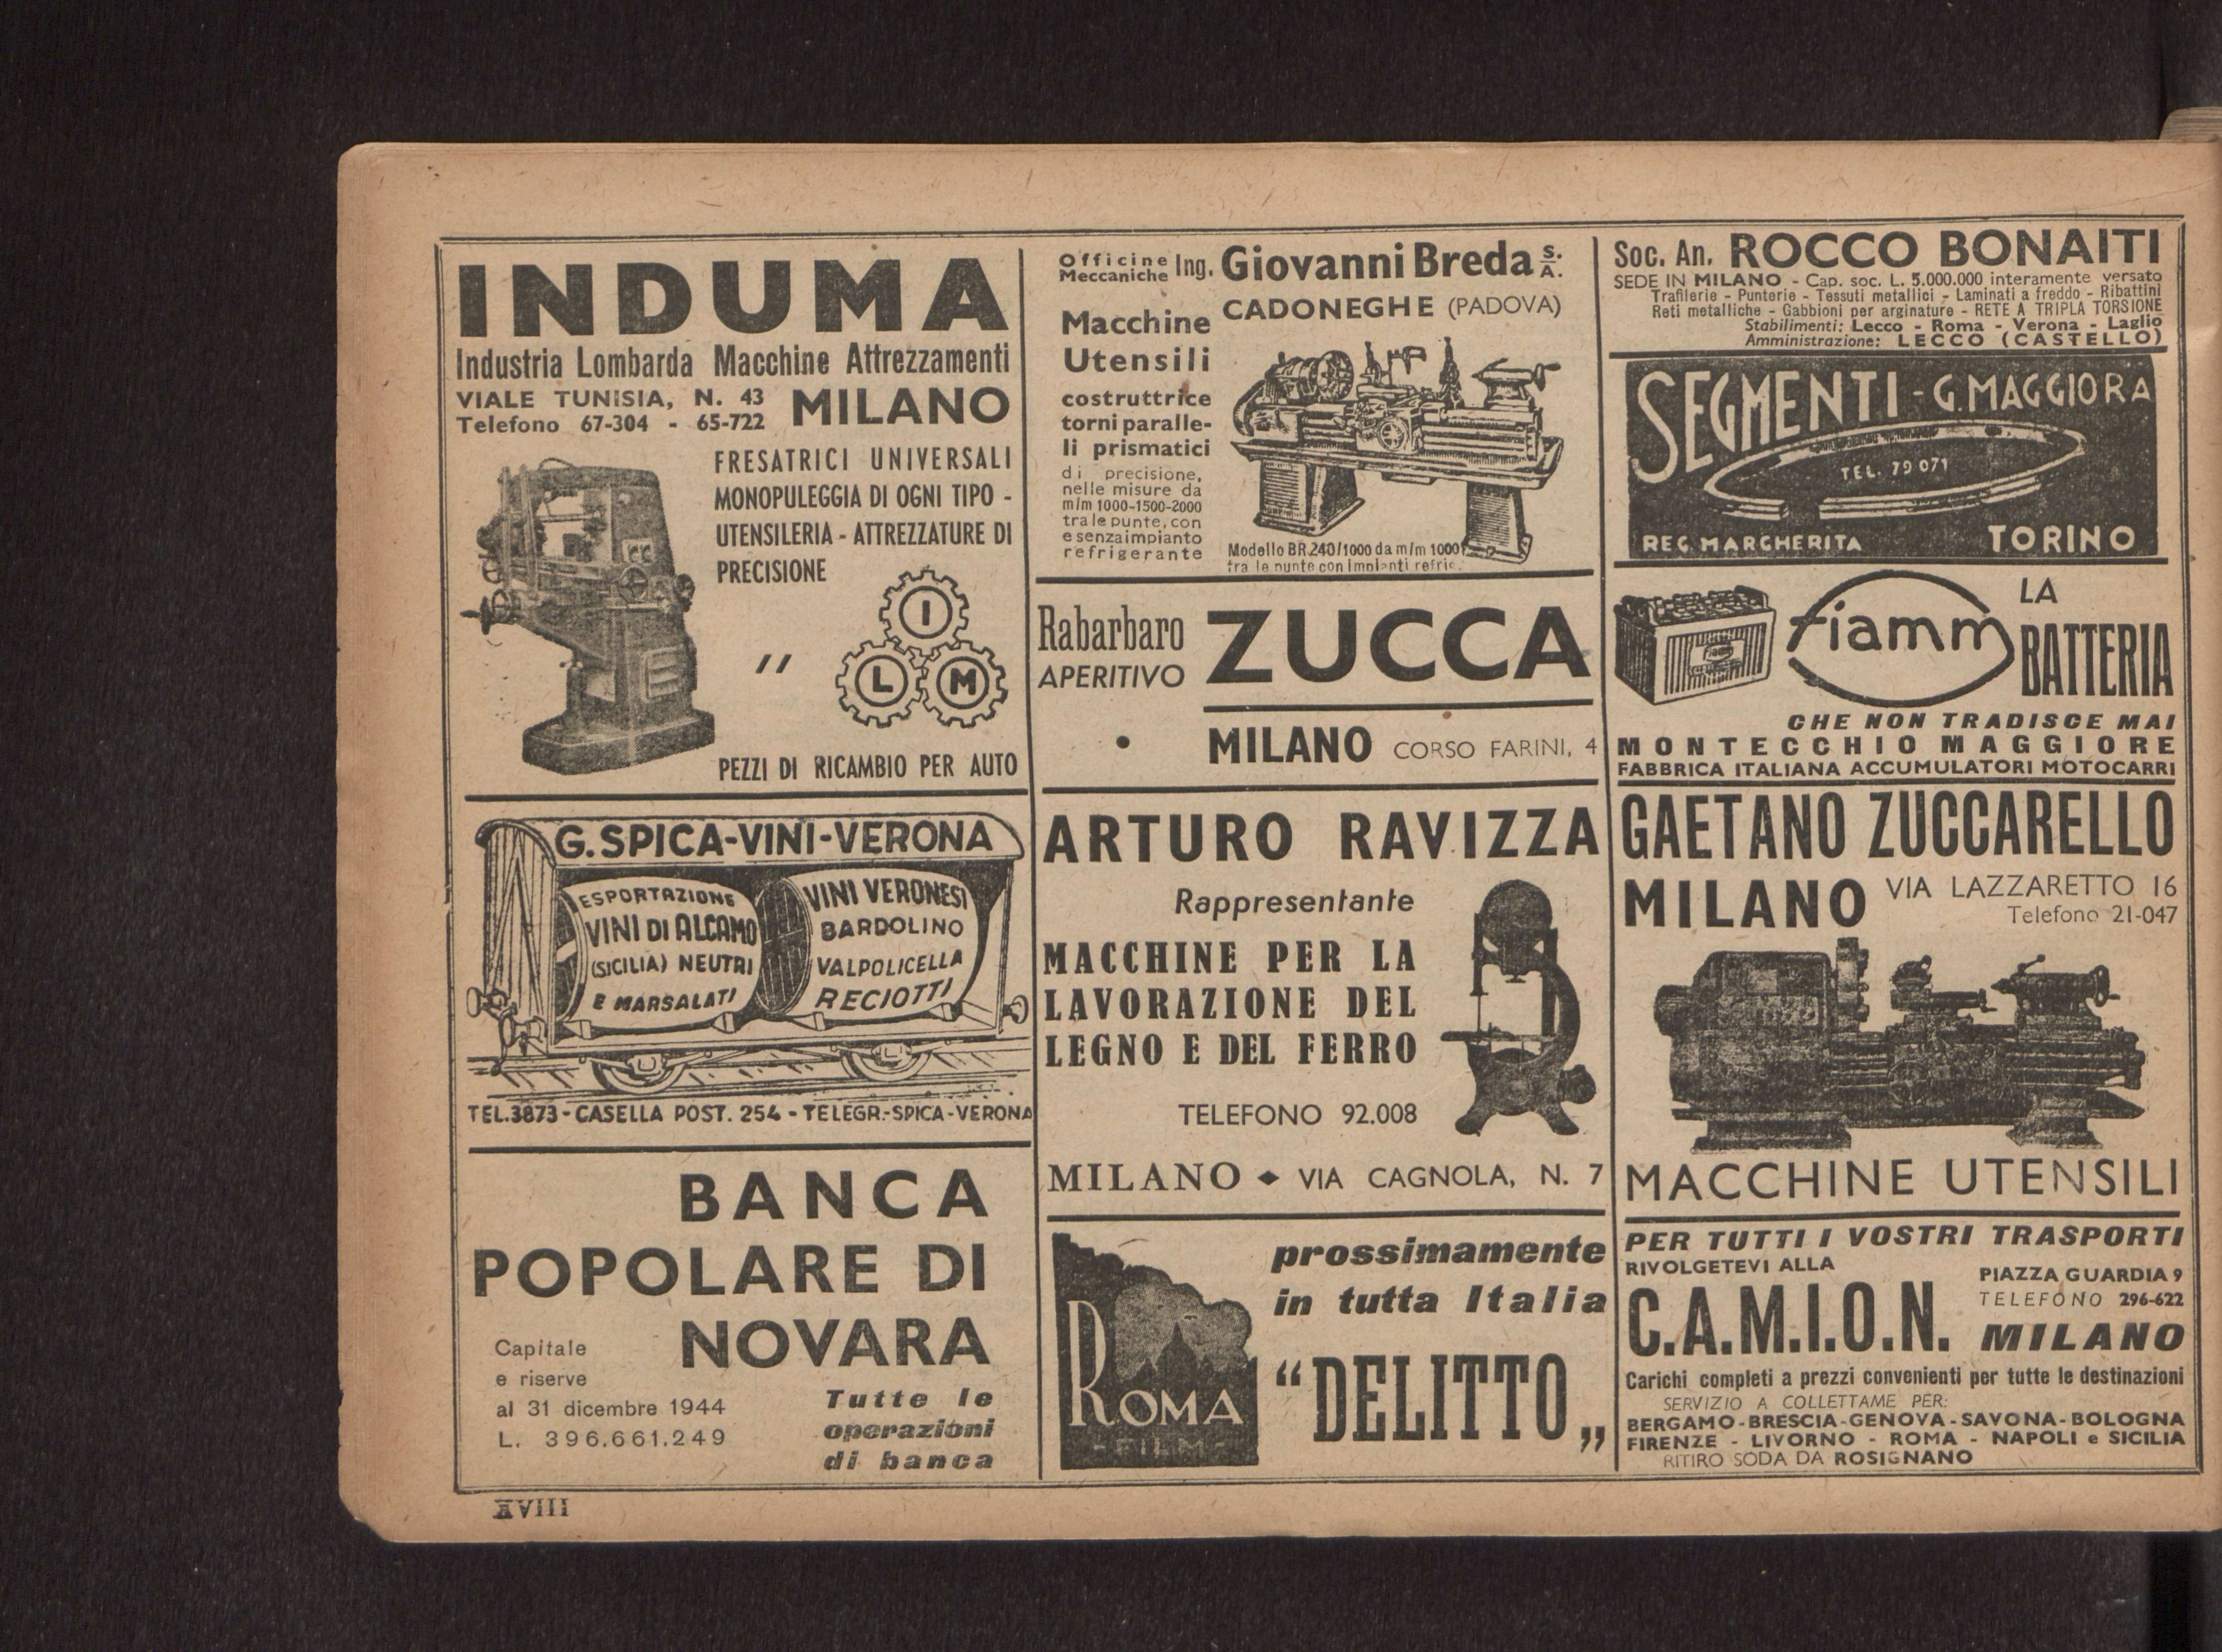 INDUMA
Industria Lombarda Macchine Attrezzamenti
VIALE TUNISIA, N. 43
Telefono 67-304 - 65-722
MILANO
FRESATRICI UNIVERSALI
MONOPULEGGIA DI OGNI TIPO -
UTENSILERIA - ATTREZZATURE DI
PRECISIONE
"
I
L
M
PEZZI DI RICAMBIO PER AUTO
G. SPICA-VINI-VERONA
ESPORTAZIONE
VINI DI ALCAMO
(SICILIA) NEUTRI
E MARSALATI
VINI VERONESI
BARDOLINO
VALPOLICELLA
RECIOTTI
TEL.3873 - CASELLA POST. 254 - TELEGR.-SPICA-VERONA
BANCA
POPOLARE DI
NOVARA
Capitale
e riserve
al 31 dicembre 1944
L. 396.661.249
Tutte le
operazioni
di banca
Officine
Meccaniche
Ing. Giovanni Breda S. A.
CADONEGHE (PADOVA)
Macchine
Utensili
costruttrice
torni paralle-
li prismatici
di precisione,
nelle misure da
m/m 1000-1500-2000
tra le punte, con
e senza impianto
refrigerante
Modello BR.240/1000 da m/m 1000
fra le punte con impianti refrig.
Rabarbaro
APERITIVO
ZUCCA
• MILANO CORSO FARINI, 4
ARTURO RAVIZZA
Rappresentante
MACCHINE PER LA
LAVORAZIONE DEL
LEGNO E DEL FERRO
TELEFONO 92.008
MILANO ◆ VIA CAGNOLA, N. 7
ROMA
- FILM -
prossimamente
in tutta Italia
“DELITTO„
Soc. An. ROCCO BONAITI
SEDE IN MILANO - Cap. soc. L. 5.000.000 interamente versato
Trafilerie - Punterie - Tessuti metallici - Laminati a freddo - Ribattini
Reti metalliche - Gabbioni per arginature - RETE A TRIPLA TORSIONE
Stabilimenti: Lecco - Roma - Verona - Laglio
Amministrazione: LECCO (CASTELLO)
SEGMENTI - G. MAGGIORA
TEL. 79 071
REG. MARGHERITA TORINO
fiamm
LA
BATTERIA
CHE NON TRADISCE MAI
MONTECCHIO MAGGIORE
FABBRICA ITALIANA ACCUMULATORI MOTOCARRI
GAETANO ZUCCARELLO
MILANO VIA LAZZARETTO 16
Telefono 21-047
MACCHINE UTENSILI
PER TUTTI I VOSTRI TRASPORTI
RIVOLGETEVI ALLA
C.A.M.I.O.N.
PIAZZA GUARDIA 9
TELEFONO 296-622
MILANO
Carichi completi a prezzi convenienti per tutte le destinazioni
SERVIZIO A COLLETTAME PER:
BERGAMO - BRESCIA - GENOVA - SAVONA - BOLOGNA
FIRENZE - LIVORNO - ROMA - NAPOLI e SICILIA
RITIRO SODA DA ROSIGNANO
XVIII